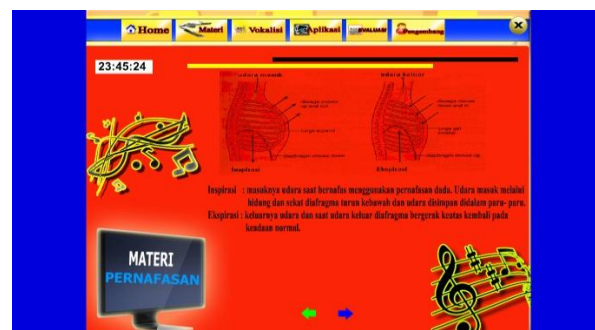 Home Materi Vokalisi Aplikasi EVALUASI Pengembang
23:45:24
udara masuk udara keluar
Inspirasi Ekspirasi
Inspirasi : masuknya udara saat bernafas menggunakan pernafasan dada. Udara masuk melalui
hidung dan sekat diafragma turun kebawah dan udara disimpan didalam paru- paru.
Ekspirasi : keluarnya udara dan saat udara keluar diafragma bergerak keatas kembali pada
keadaan normal.
MATERI
PERNAFASAN